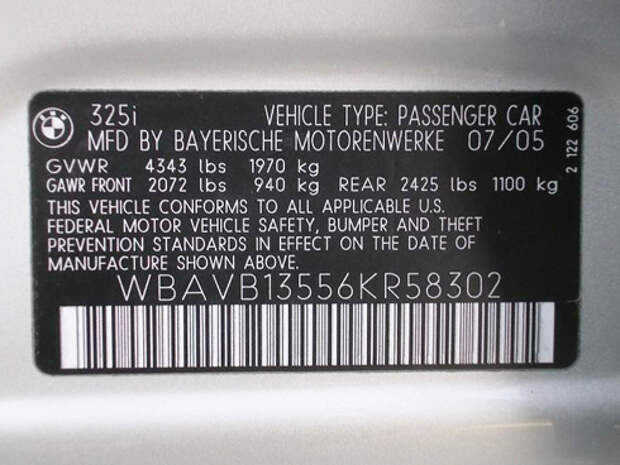 BMW
325i VEHICLE TYPE: PASSENGER CAR
MFD BY BAYERISCHE MOTORENWERKE 07/05
GVWR 4343 lbs 1970 kg
GAWR FRONT 2072 lbs 940 kg REAR 2425 lbs 1100 kg
THIS VEHICLE CONFORMS TO ALL APPLICABLE U.S.
FEDERAL MOTOR VEHICLE SAFETY, BUMPER AND THEFT
PREVENTION STANDARDS IN EFFECT ON THE DATE OF
MANUFACTURE SHOWN ABOVE.
WBAVB13556KR58302
2 122 606